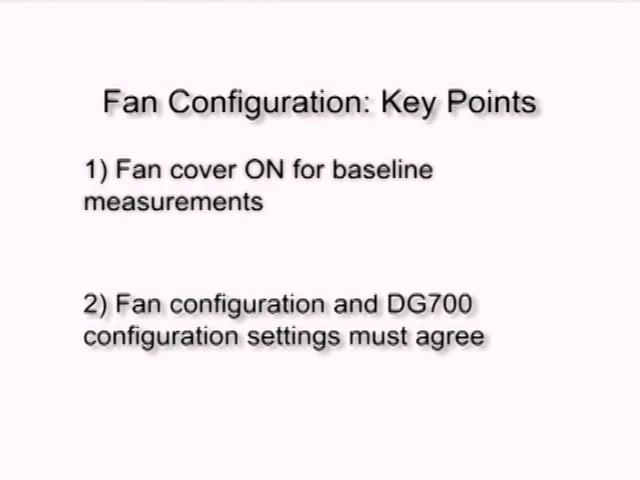 Fan Configuration: Key Points
1) Fan cover ON for baseline
measurements
2) Fan configuration and DG700
configuration settings must agree